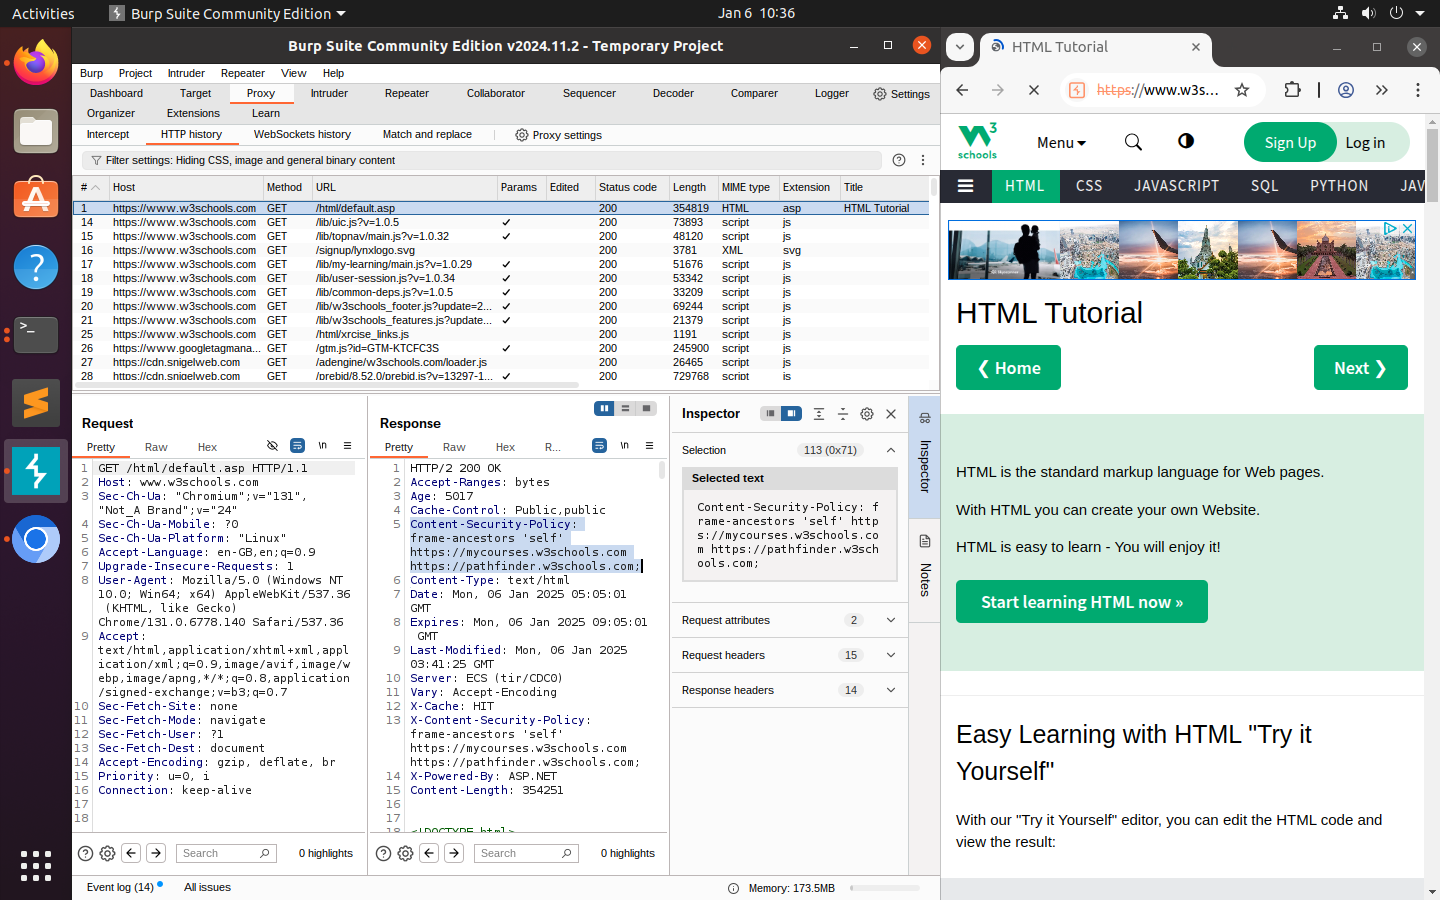 Activities
Burp Suite Community Edition
Jan 6 10:36
Burp Suite Community Edition v2024.11.2 - Temporary Project
Burp Project Intruder Repeater View Help
Dashboard Target Proxy Intruder Repeater Collaborator Sequencer Decoder Comparer Logger Settings
Organizer Extensions Learn
Intercept HTTP history WebSockets history Match and replace Proxy settings
Filter settings: Hiding CSS, image and general binary content
# Host Method URL Params Edited Status code Length MIME type Extension Title
1 https://www.w3schools.com GET /html/default.asp 200 354819 HTML asp HTML Tutorial
14 https://www.w3schools.com GET /lib/uic.js?v=1.0.5 ✓ 200 73893 script js
15 https://www.w3schools.com GET /lib/topnav/main.js?v=1.0.32 ✓ 200 48120 script js
16 https://www.w3schools.com GET /signup/lynxlogo.svg 200 3781 XML svg
17 https://www.w3schools.com GET /lib/my-learning/main.js?v=1.0.29 ✓ 200 51676 script js
18 https://www.w3schools.com GET /lib/user-session.js?v=1.0.34 ✓ 200 53342 script js
19 https://www.w3schools.com GET /lib/common-deps.js?v=1.0.5 ✓ 200 33209 script js
20 https://www.w3schools.com GET /lib/w3schools_footer.js?update=2... ✓ 200 69244 script js
21 https://www.w3schools.com GET /lib/w3schools_features.js?update... ✓ 200 21379 script js
25 https://www.w3schools.com GET /html/xrcise_links.js 200 1191 script js
26 https://www.googletagmana... GET /gtm.js?id=GTM-KTCFC3S ✓ 200 245900 script js
27 https://cdn.snigelweb.com GET /adengine/w3schools.com/loader.js 200 26465 script js
28 https://cdn.snigelweb.com GET /prebid/8.52.0/prebid.js?v=13297-1... ✓ 200 729768 script js
Request
Pretty Raw Hex \n
1 GET /html/default.asp HTTP/1.1
2 Host: www.w3schools.com
3 Sec-Ch-Ua: "Chromium";v="131",
"Not_A Brand";v="24"
4 Sec-Ch-Ua-Mobile: ?0
5 Sec-Ch-Ua-Platform: "Linux"
6 Accept-Language: en-GB,en;q=0.9
7 Upgrade-Insecure-Requests: 1
8 User-Agent: Mozilla/5.0 (Windows NT
10.0; Win64; x64) AppleWebKit/537.36
(KHTML, like Gecko)
Chrome/131.0.6778.140 Safari/537.36
9 Accept:
text/html,application/xhtml+xml,appl
ication/xml;q=0.9,image/avif,image/w
ebp,image/apng,*/*;q=0.8,application
/signed-exchange;v=b3;q=0.7
10 Sec-Fetch-Site: none
11 Sec-Fetch-Mode: navigate
12 Sec-Fetch-User: ?1
13 Sec-Fetch-Dest: document
14 Accept-Encoding: gzip, deflate, br
15 Priority: u=0, i
16 Connection: keep-alive
17
18
Search 0 highlights
Response
Pretty Raw Hex R... \n
1 HTTP/2 200 OK
2 Accept-Ranges: bytes
3 Age: 5017
4 Cache-Control: Public,public
5 Content-Security-Policy:
frame-ancestors 'self'
https://mycourses.w3schools.com
https://pathfinder.w3schools.com;
6 Content-Type: text/html
7 Date: Mon, 06 Jan 2025 05:05:01
GMT
8 Expires: Mon, 06 Jan 2025 09:05:01
GMT
9 Last-Modified: Mon, 06 Jan 2025
03:41:25 GMT
10 Server: ECS (tir/CDC0)
11 Vary: Accept-Encoding
12 X-Cache: HIT
13 X-Content-Security-Policy:
frame-ancestors 'self'
https://mycourses.w3schools.com
https://pathfinder.w3schools.com;
14 X-Powered-By: ASP.NET
15 Content-Length: 354251
16
17
18 <!DOCTYPE html>
Search 0 highlights
Inspector
Selection 113 (0x71)
Selected text
Content-Security-Policy: f
rame-ancestors 'self' http
s://mycourses.w3schools.co
m https://pathfinder.w3sch
ools.com;
Request attributes 2
Request headers 15
Response headers 14
Inspector
Notes
Event log (14) All issues
Memory: 173.5MB
HTML Tutorial
https://www.w3s...
W3 schools
Menu
Sign Up Log in
HTML CSS JAVASCRIPT SQL PYTHON JAV
HTML Tutorial
❮ Home Next ❯
HTML is the standard markup language for Web pages.
With HTML you can create your own Website.
HTML is easy to learn - You will enjoy it!
Start learning HTML now »
Easy Learning with HTML "Try it
Yourself"
With our "Try it Yourself" editor, you can edit the HTML code and
view the result: